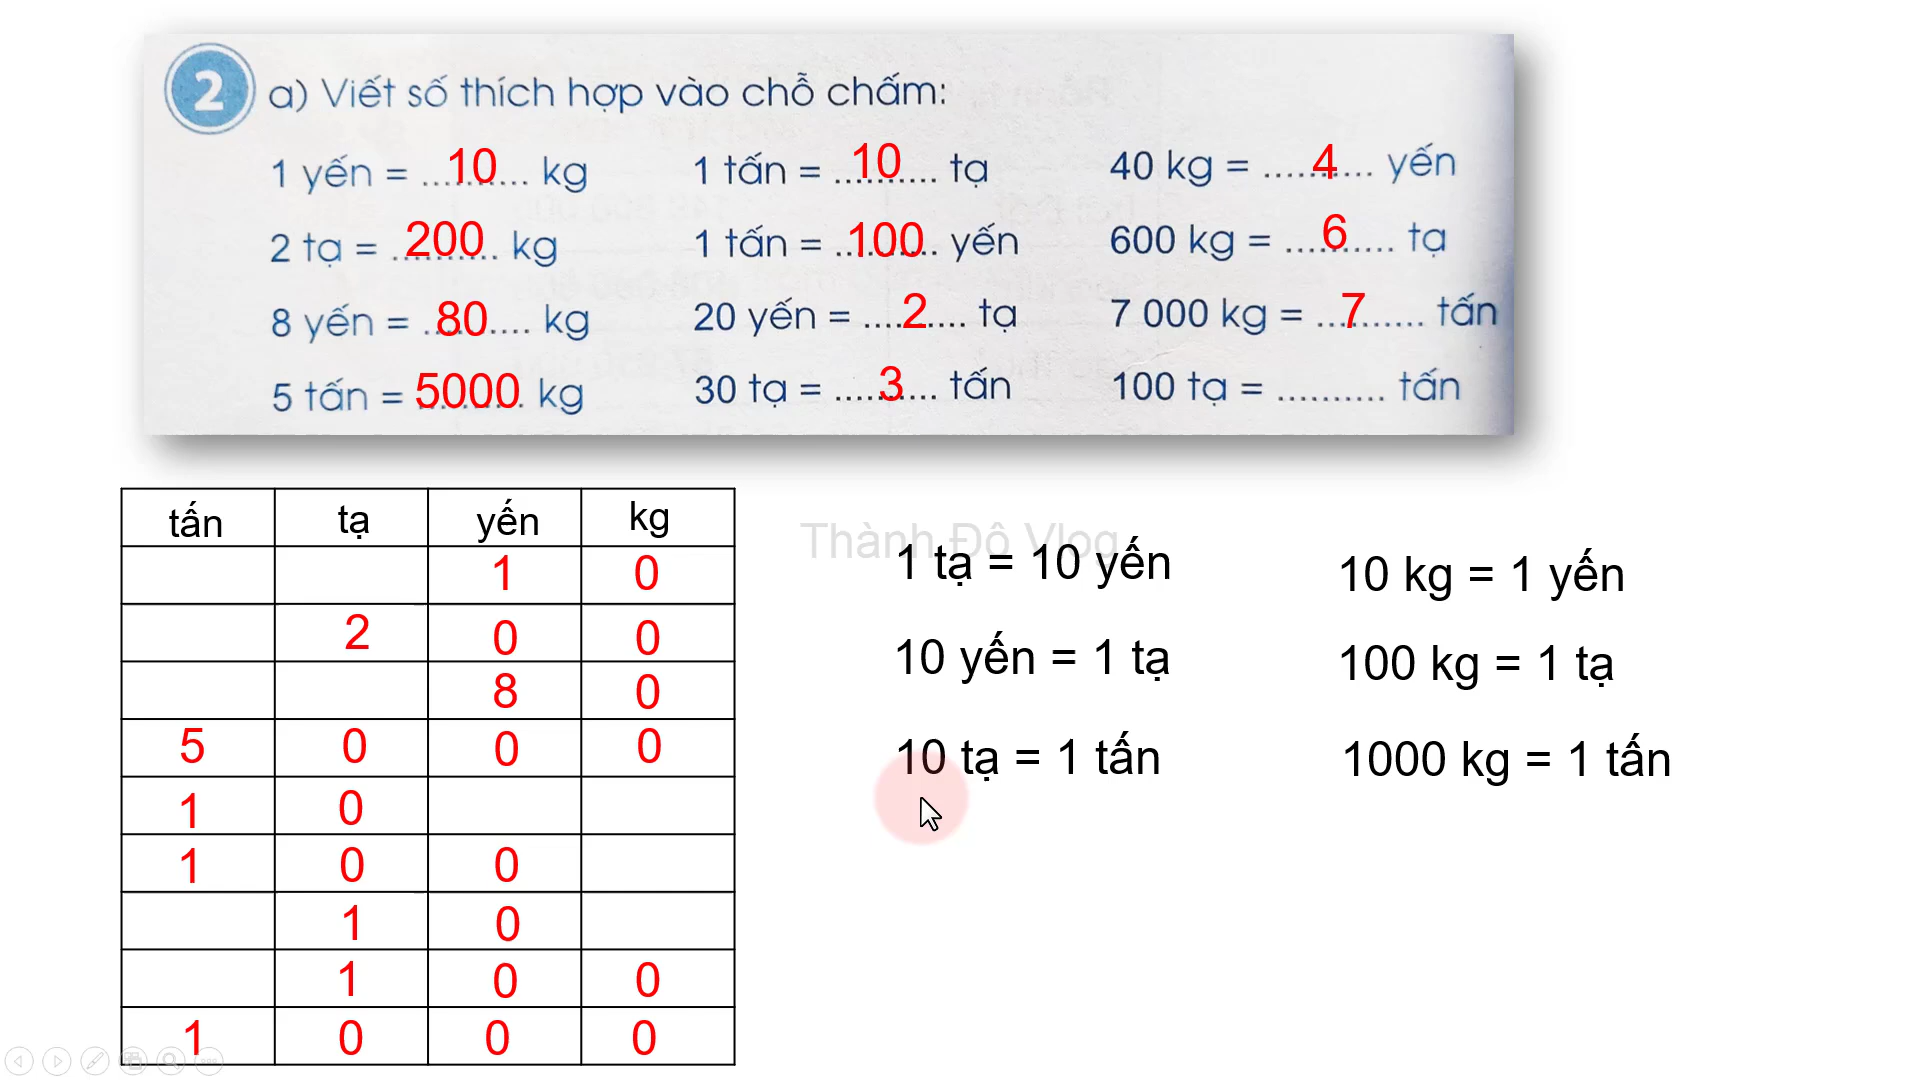 2 a) Viết số thích hợp vào chỗ chấm:
1 yến = ...10... kg 1 tấn = ...10... tạ 40 kg = ...4... yến
2 tạ = ...200... kg 1 tấn = ...100... yến 600 kg = ...6... tạ
8 yến = ...80... kg 20 yến = ...2... tạ 7 000 kg = ...7... tấn
5 tấn = ...5000... kg 30 tạ = ...3... tấn 100 tạ = .......... tấn
tấn tạ yến kg
1 0
2 0 0
8 0
5 0 0 0
1 0
1 0 0
1 0
1 0 0
1 0 0 0
Thành Đô Vlog
1 tạ = 10 yến
10 yến = 1 tạ
10 tạ = 1 tấn
10 kg = 1 yến
100 kg = 1 tạ
1000 kg = 1 tấn